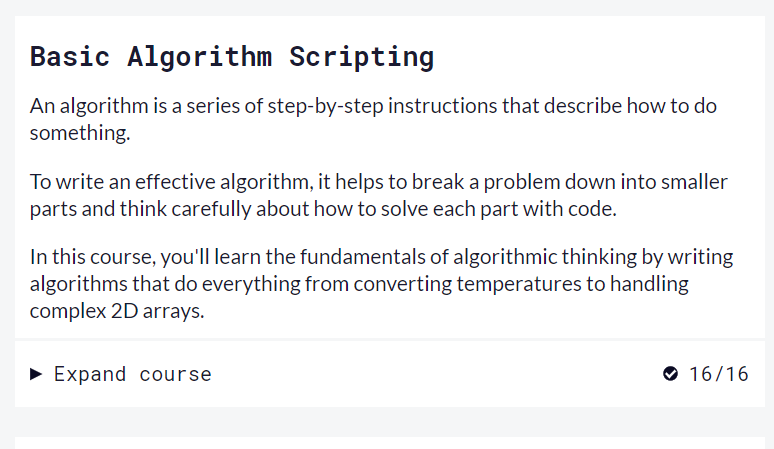 Basic Algorithm Scripting
An algorithm is a series of step-by-step instructions that describe how to do
something.
To write an effective algorithm, it helps to break a problem down into smaller
parts and think carefully about how to solve each part with code.
In this course, you'll learn the fundamentals of algorithmic thinking by writing
algorithms that do everything from converting temperatures to handling
complex 2D arrays.
Expand course 16/16